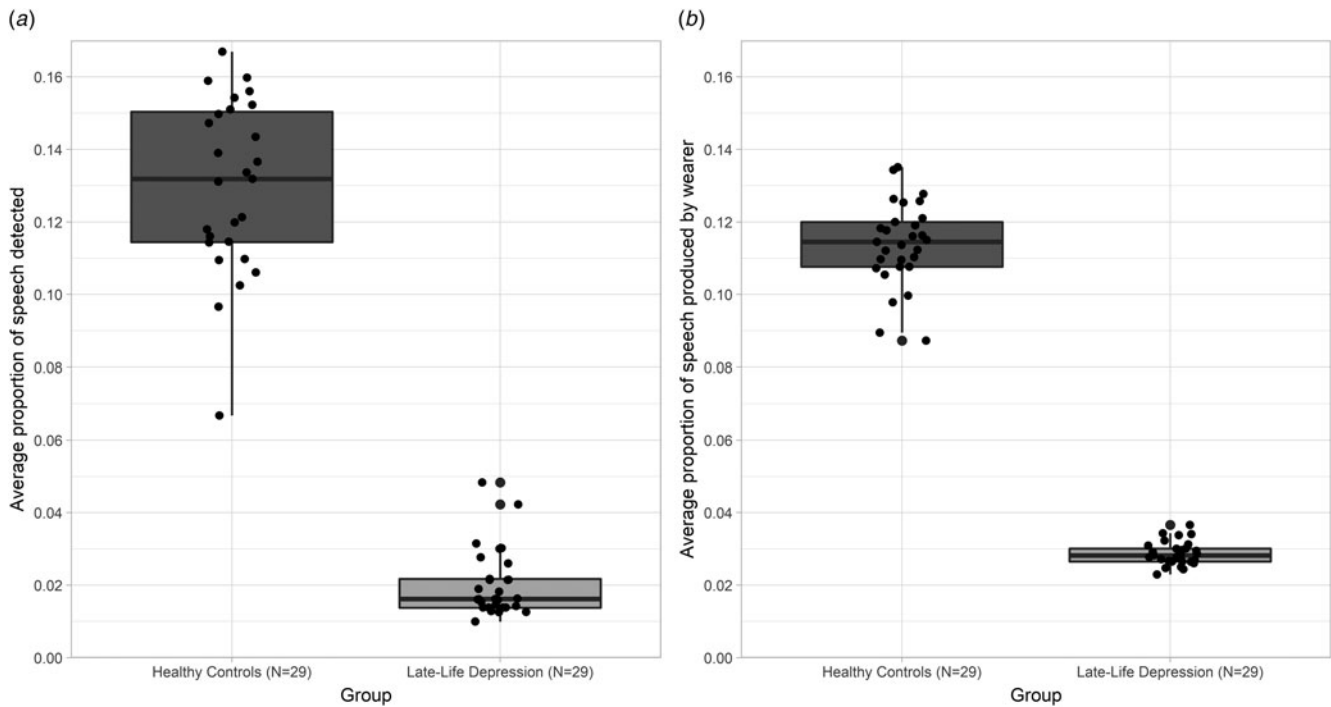 (a)
Average proportion of speech detected
0.16
0.14
0.12
0.10
0.08
0.06
0.04
0.02
0.00
Healthy Controls (N=29)
Late-Life Depression (N=29)
Group
(b)
Average proportion of speech produced by wearer
0.16
0.14
0.12
0.10
0.08
0.06
0.04
0.02
0.00
Healthy Controls (N=29)
Late-Life Depression (N=29)
Group